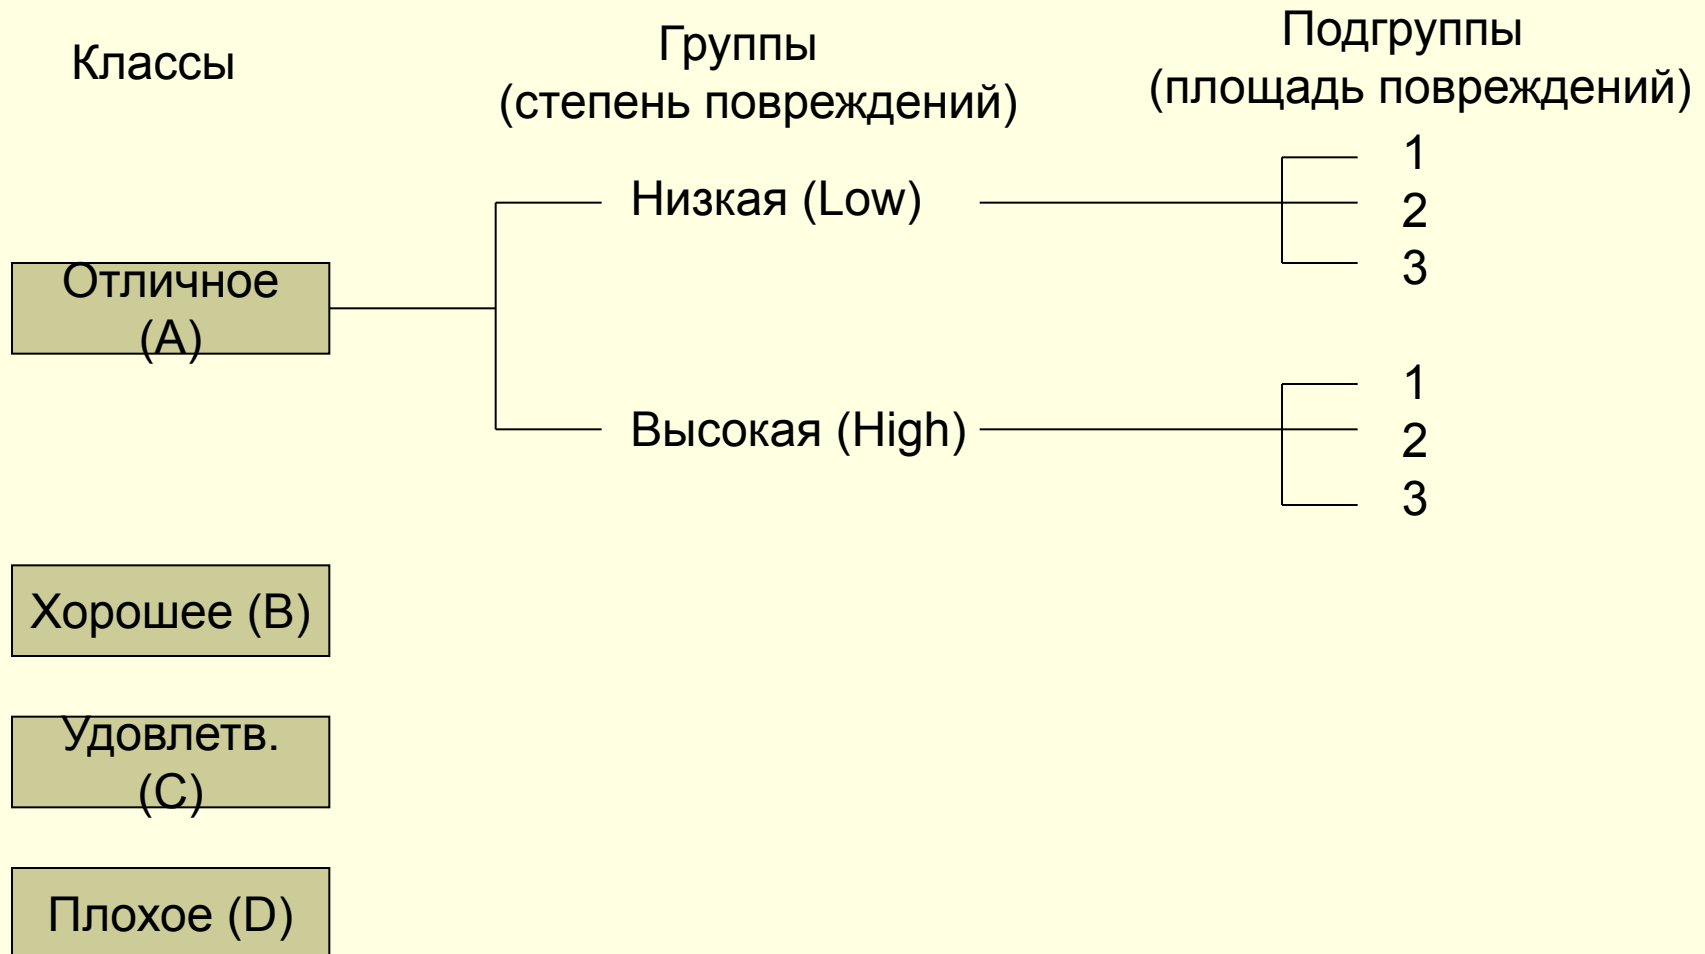 Классы
Группы
(степень повреждений)
Подгруппы
(площадь повреждений)
Отличное
(A)
Низкая (Low)
1
2
3
Высокая (High)
1
2
3
Хорошее (B)
Удовлетв.
(C)
Плохое (D)